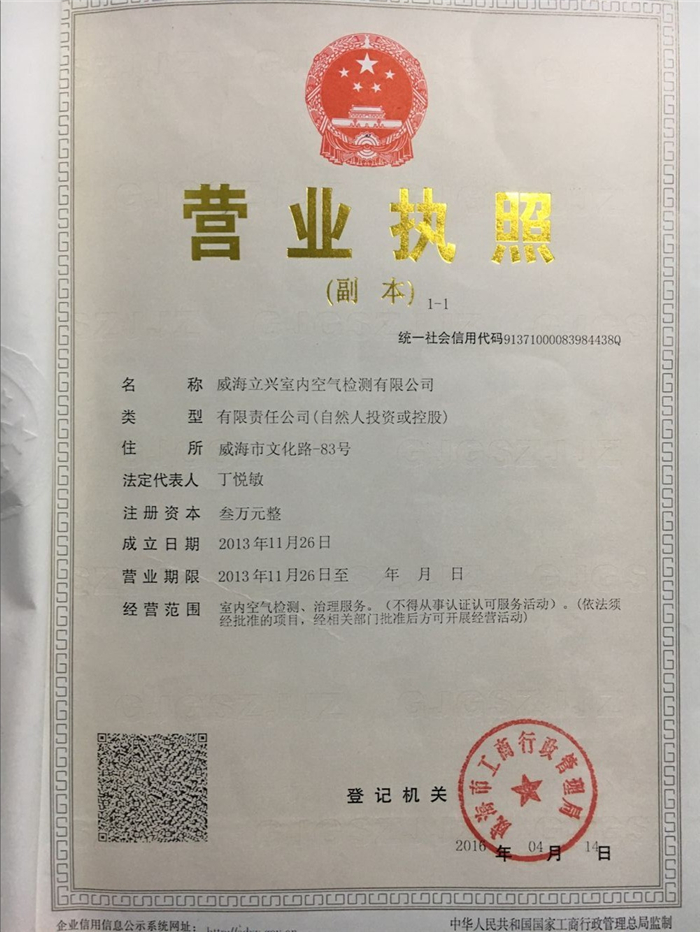 营业执照
(副 本) 1-1
统一社会信用代码91371000083984438Q
名 称 威海立兴室内空气检测有限公司
类 型 有限责任公司(自然人投资或控股)
住 所 威海市文化路-83号
法定代表人 丁悦敏
注册资本 叁万元整
成立日期 2013年11月26日
营业期限 2013年11月26日至 年 月 日
经营范围 室内空气检测、治理服务。(不得从事认证认可服务活动)。(依法须
经批准的项目,经相关部门批准后方可开展经营活动)
登记机关
威海市工商行政管理局
2016 年 04 月 14 日
企业信用信息公示系统网址:
中华人民共和国国家工商行政管理总局监制